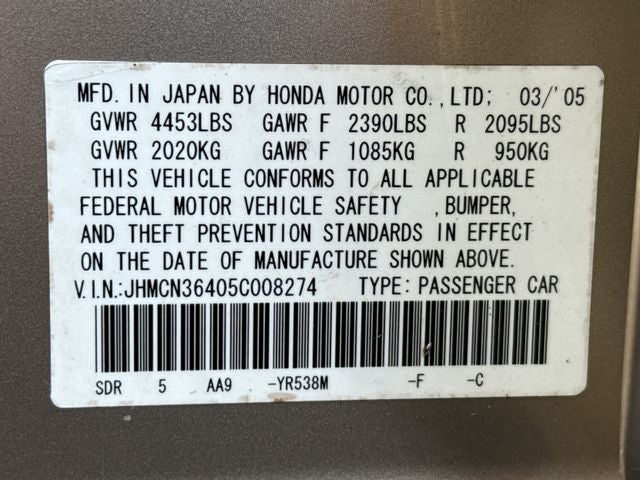 MFD. IN JAPAN BY HONDA MOTOR CO.,LTD; 03/'05
GVWR 4453LBS GAWR F 2390LBS R 2095LBS
GVWR 2020KG GAWR F 1085KG R 950KG
THIS VEHICLE CONFORMS TO ALL APPLICABLE
FEDERAL MOTOR VEHICLE SAFETY ,BUMPER,
AND THEFT PREVENTION STANDARDS IN EFFECT
ON THE DATE OF MANUFACTURE SHOWN ABOVE.
V.I.N.:JHMCN36405C008274 TYPE: PASSENGER CAR
SDR 5 AA9 -YR538M -F -C